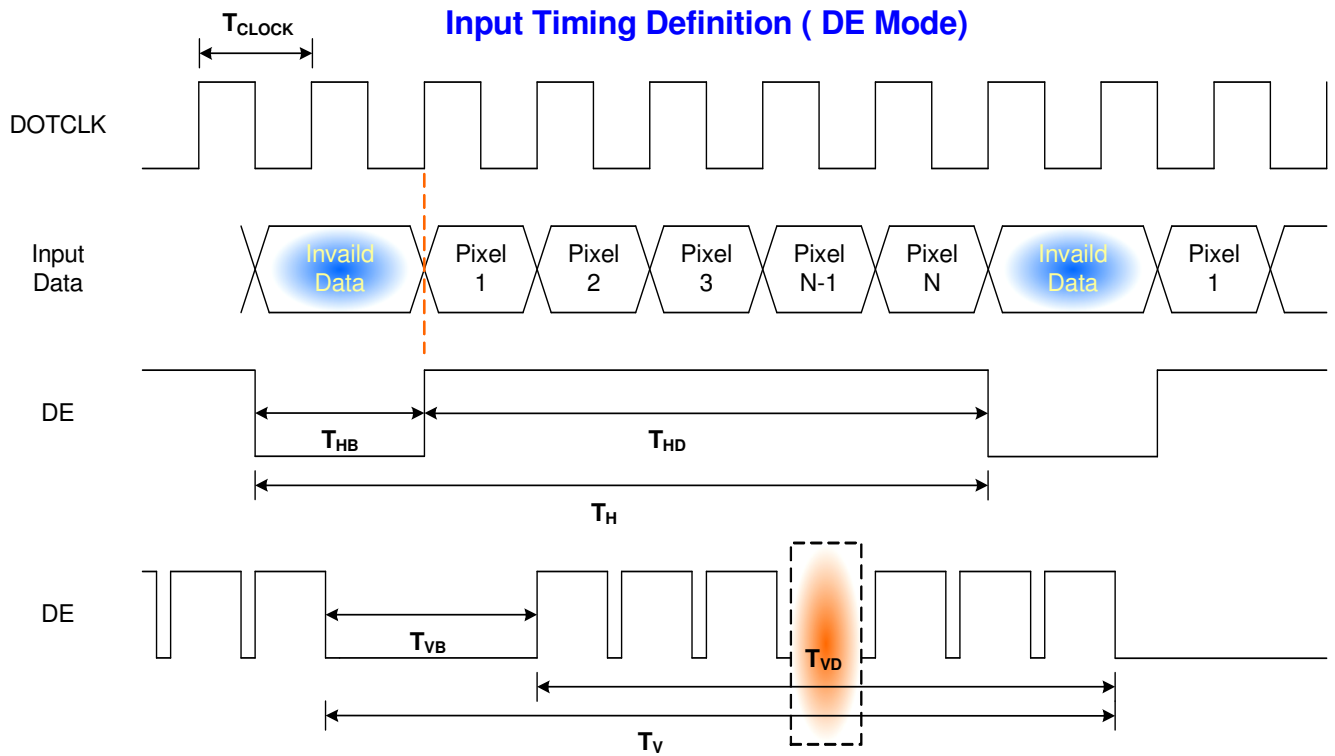 Input Timing Definition ( DE Mode)
TCLOCK
DOTCLK
Input
Data
Invaild
Data
Pixel
1
Pixel
2
Pixel
3
Pixel
N-1
Pixel
N
Invaild
Data
Pixel
1
DE
THB
THD
TH
DE
TVB
TVD
TV